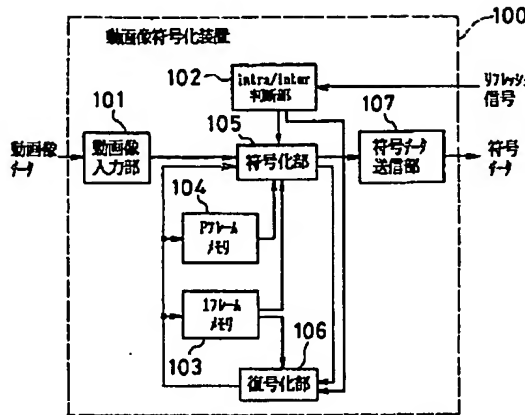 100
動画像符号化装置
102
intra/inter
判断部
リフレッシュ
信号
101
105
107
動画像
データ
動画像
入力部
符号化部
符号データ
送信部
符号
データ
104
Pフレーム
メモリ
Iフレーム
メモリ
103
106
復号化部